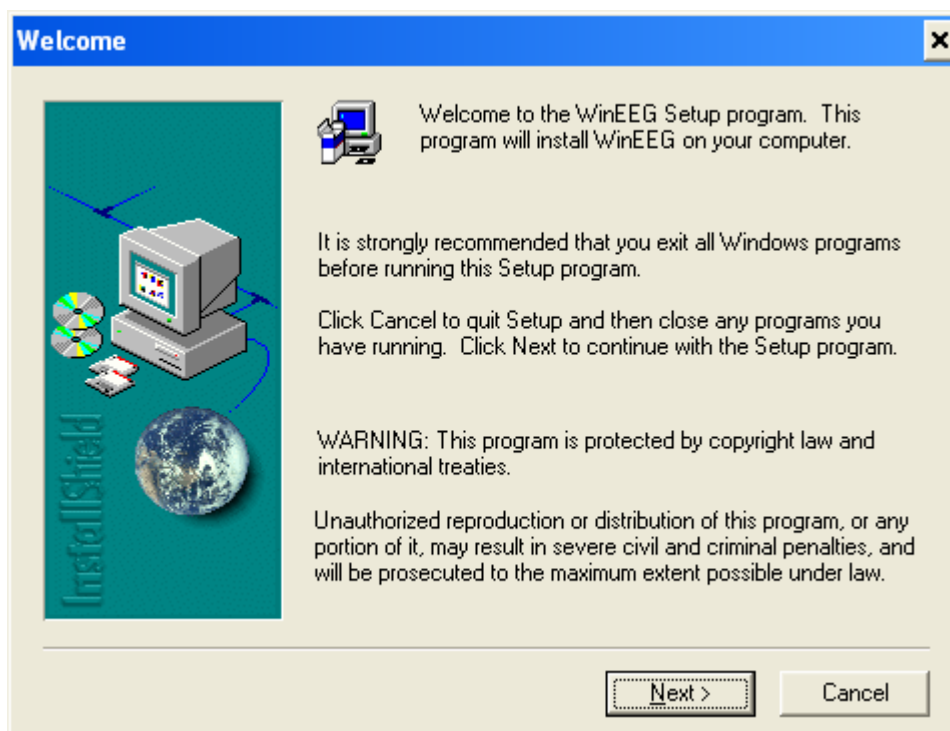 Welcome
Welcome to the WinEEG Setup program.  This
program will install WinEEG on your computer.
It is strongly recommended that you exit all Windows programs
before running this Setup program.
Click Cancel to quit Setup and then close any programs you
have running.  Click Next to continue with the Setup program.
WARNING: This program is protected by copyright law and
international treaties.
Unauthorized reproduction or distribution of this program, or any
portion of it, may result in severe civil and criminal penalties, and
will be prosecuted to the maximum extent possible under law.
InstallShield
Next >
Cancel